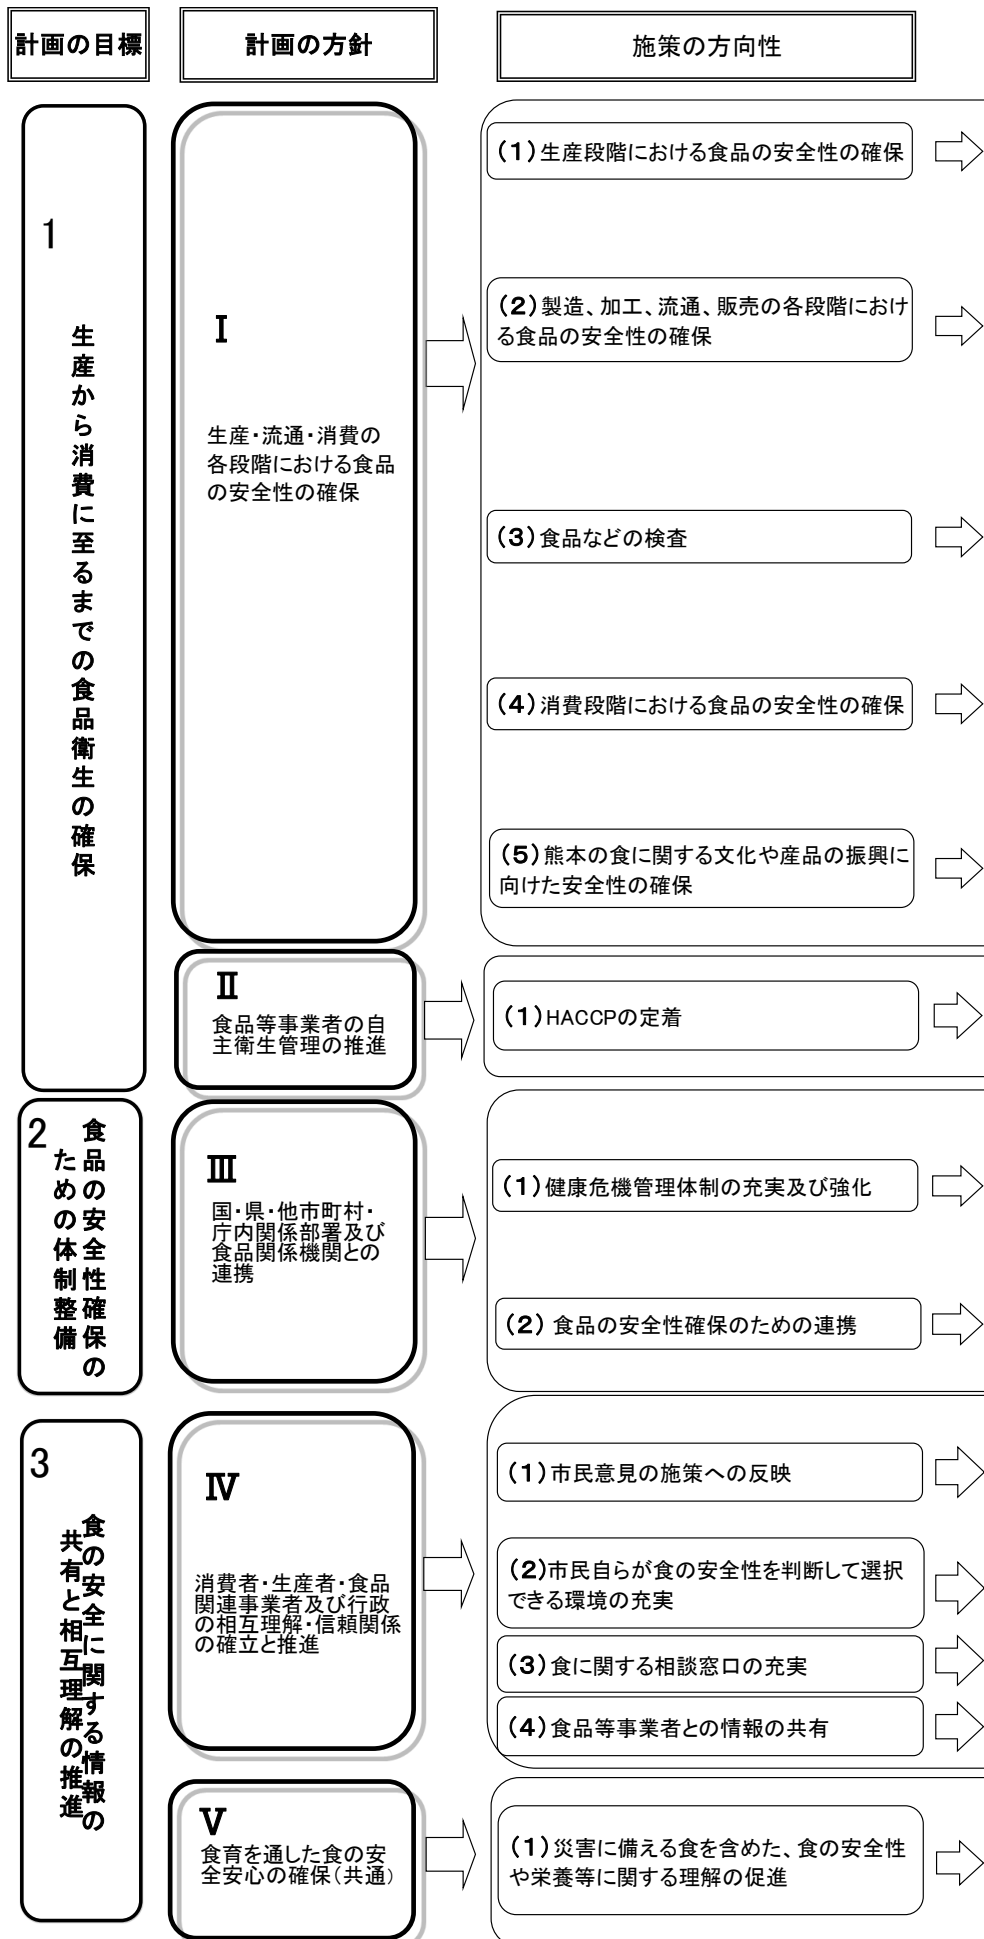 計画の目標
計画の方針
施策の方向性
1
生産から消費に至るまでの食品衛生の確保
Ⅰ
生産・流通・消費の
各段階における食品
の安全性の確保
(1)生産段階における食品の安全性の確保
(2)製造、加工、流通、販売の各段階におけ
る食品の安全性の確保
(3)食品などの検査
(4)消費段階における食品の安全性の確保
(5)熊本の食に関する文化や産品の振興に
向けた安全性の確保
Ⅱ
食品等事業者の自
主衛生管理の推進
(1)HACCPの定着
2
食品の安全性確保の
ための体制整備
Ⅲ
国・県・他市町村・
庁内関係部署及び
食品関係機関との
連携
(1)健康危機管理体制の充実及び強化
(2) 食品の安全性確保のための連携
3
食の安全に関する情報の
共有と相互理解の推進
Ⅳ
消費者・生産者・食品
関連事業者及び行政
の相互理解・信頼関係
の確立と推進
(1)市民意見の施策への反映
(2)市民自らが食の安全性を判断して選択
できる環境の充実
(3)食に関する相談窓口の充実
(4)食品等事業者との情報の共有
Ⅴ
食育を通した食の安
全安心の確保(共通)
(1)災害に備える食を含めた、食の安全性
や栄養等に関する理解の促進